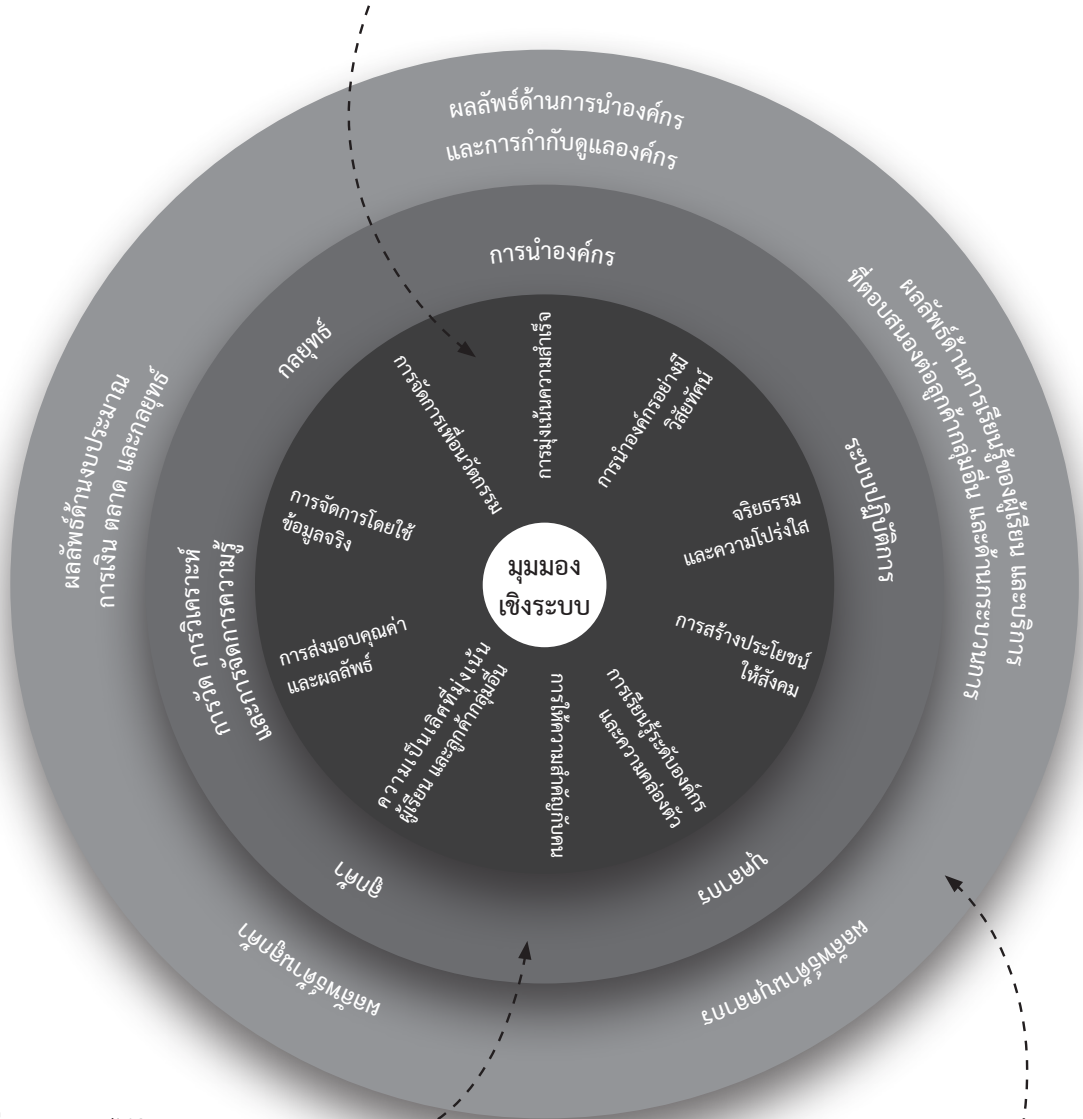 ผลลัพธ์ด้านการนำองค์กร
และการกำกับดูแลองค์กร
การนำองค์กร
กลยุทธ์
ผลลัพธ์ด้านการเรียนรู้ของผู้เรียน และบริการ
ที่ตอบสนองต่อลูกค้ากลุ่มอื่น และด้านกระบวนการ
ระบบปฏิบัติการ
ผลลัพธ์ด้านงบประมาณ
การเงิน ตลาด และกลยุทธ์
การวัด การวิเคราะห์
และการจัดการความรู้
การมุ่งเน้นความสำเร็จ
การนำองค์กรอย่างมี
วิสัยทัศน์
จริยธรรม
และความโปร่งใส
การสร้างประโยชน์
ให้สังคม
การเรียนรู้ระดับองค์กร
และความคล่องตัว
การให้ความสำคัญกับคน
ความเป็นเลิศที่มุ่งเน้น
ผู้เรียน และลูกค้ากลุ่มอื่น
การส่งมอบคุณค่า
และผลลัพธ์
การจัดการโดยใช้
ข้อมูลจริง
การจัดการเพื่อนวัตกรรม
มุมมอง
เชิงระบบ
ลูกค้า
บุคลากร
ผลลัพธ์ด้านลูกค้า
ผลลัพธ์ด้านบุคลากร